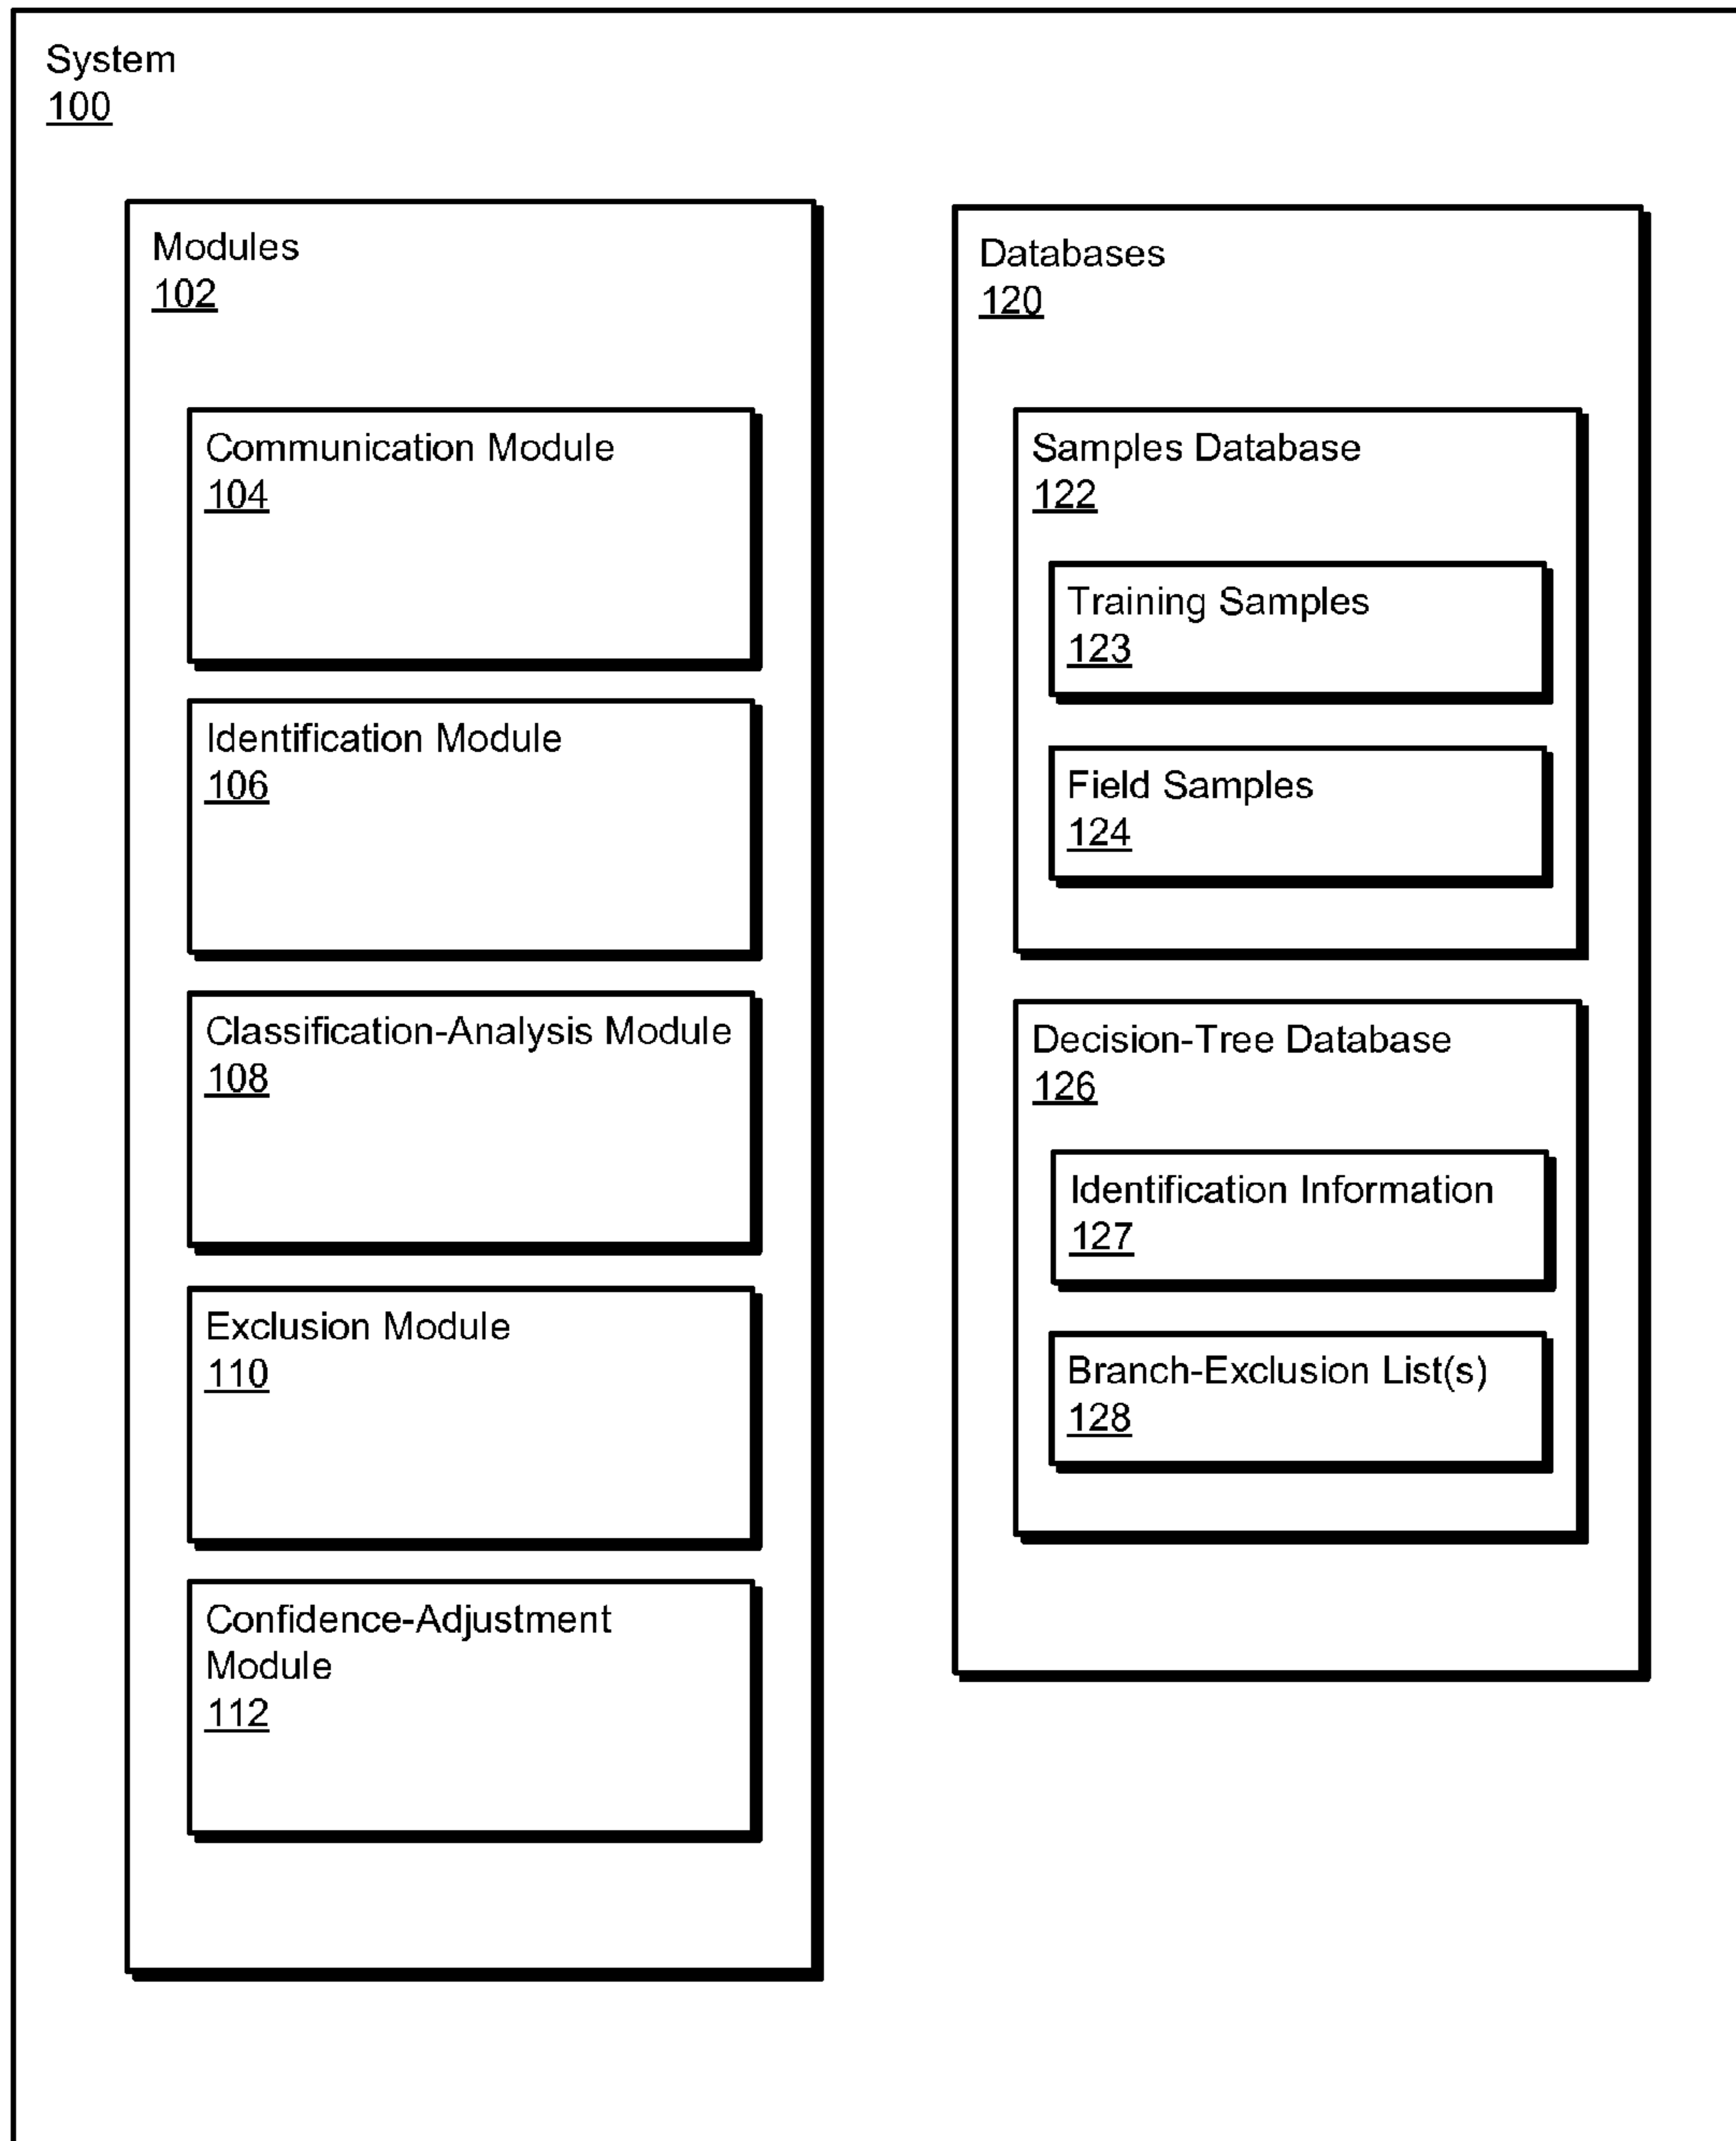 System
100
Modules
102
Communication Module
104
Identification Module
106
Classification-Analysis Module
108
Exclusion Module
110
Confidence-Adjustment
Module
112
Databases
120
Samples Database
122
Training Samples
123
Field Samples
124
Decision-Tree Database
126
Identification Information
127
Branch-Exclusion List(s)
128